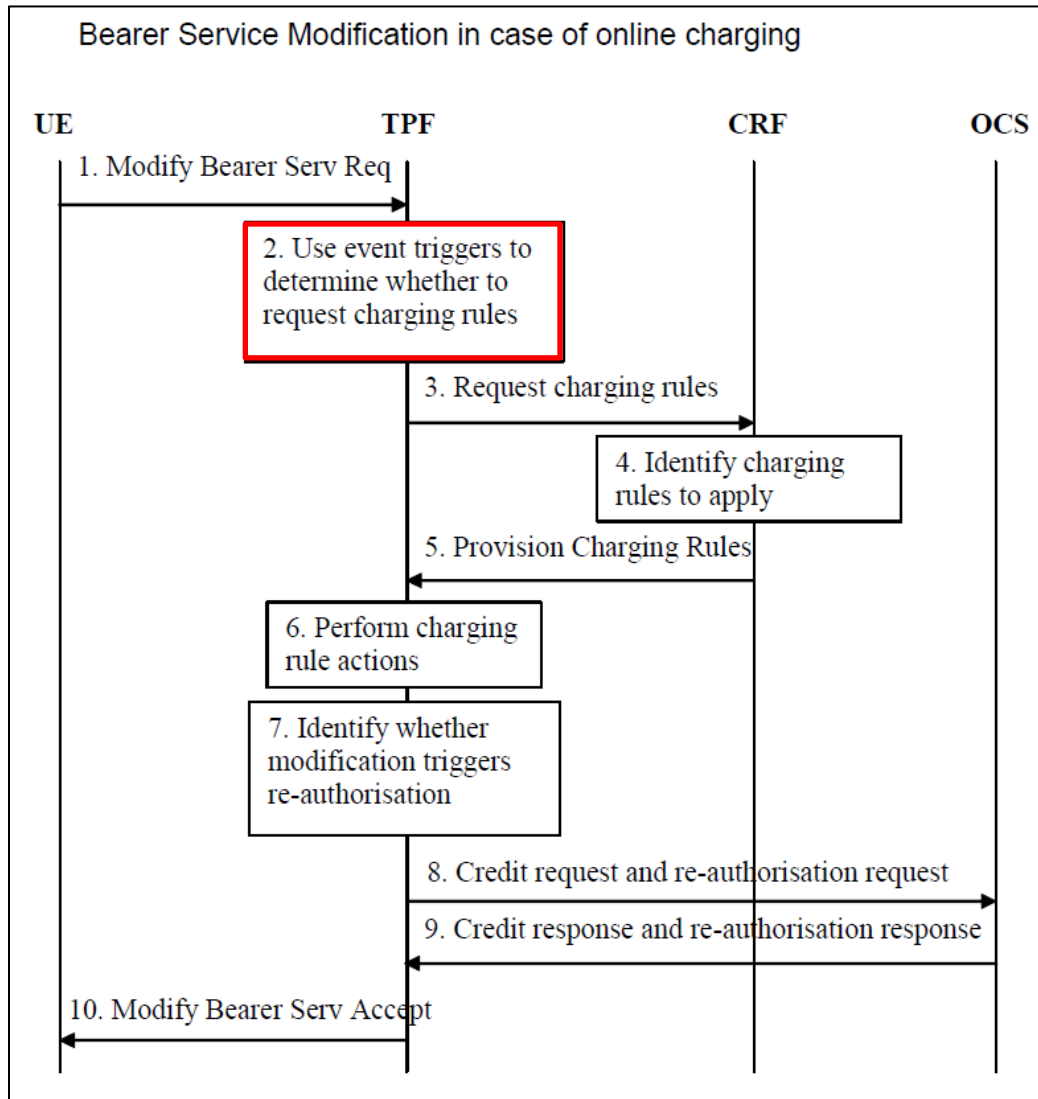 Bearer Service Modification in case of online charging
UE TPF CRF OCS
1. Modify Bearer Serv Req
2. Use event triggers to
determine whether to
request charging rules
3. Request charging rules
4. Identify charging
rules to apply
5. Provision Charging Rules
6. Perform charging
rule actions
7. Identify whether
modification triggers
re-authorisation
8. Credit request and re-authorisation request
9. Credit response and re-authorisation response
10. Modify Bearer Serv Accept